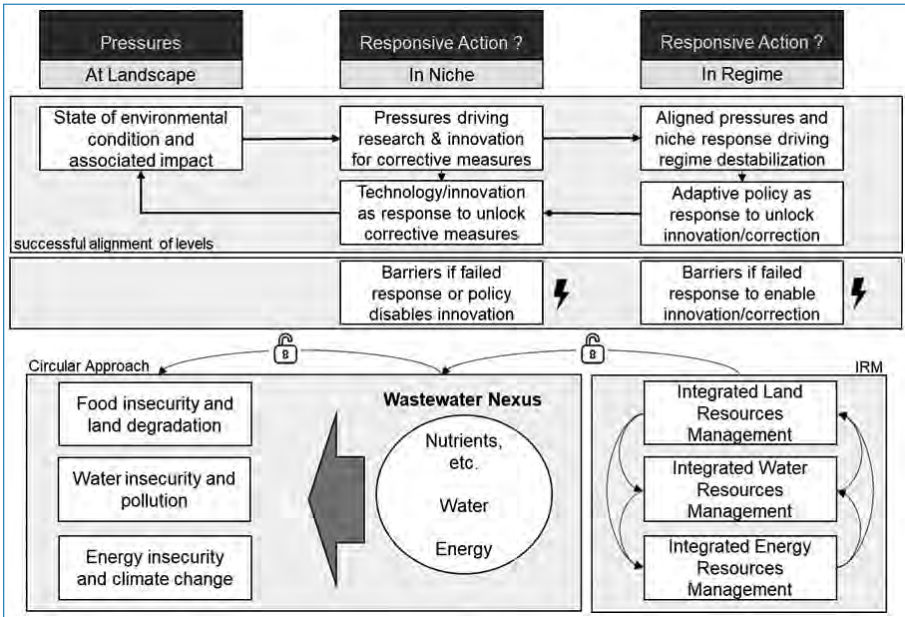 Pressures
At Landscape
Responsive Action ?
In Niche
Responsive Action ?
In Regime
State of environmental
condition and
associated impact
Pressures driving
research & innovation
for corrective measures
Aligned pressures and
niche response driving
regime destabilization
Technology/innovation
as response to unlock
corrective measures
Adaptive policy as
response to unlock
innovation/correction
successful alignment of levels
Barriers if failed
response or policy
disables innovation
Barriers if failed
response to enable
innovation/correction
Circular Approach
Food insecurity and
land degradation
Water insecurity and
pollution
Energy insecurity
and climate change
Wastewater Nexus
Nutrients,
etc.
Water
Energy
IRM
Integrated Land
Resources
Management
Integrated Water
Resources
Management
Integrated Energy
Resources
Management